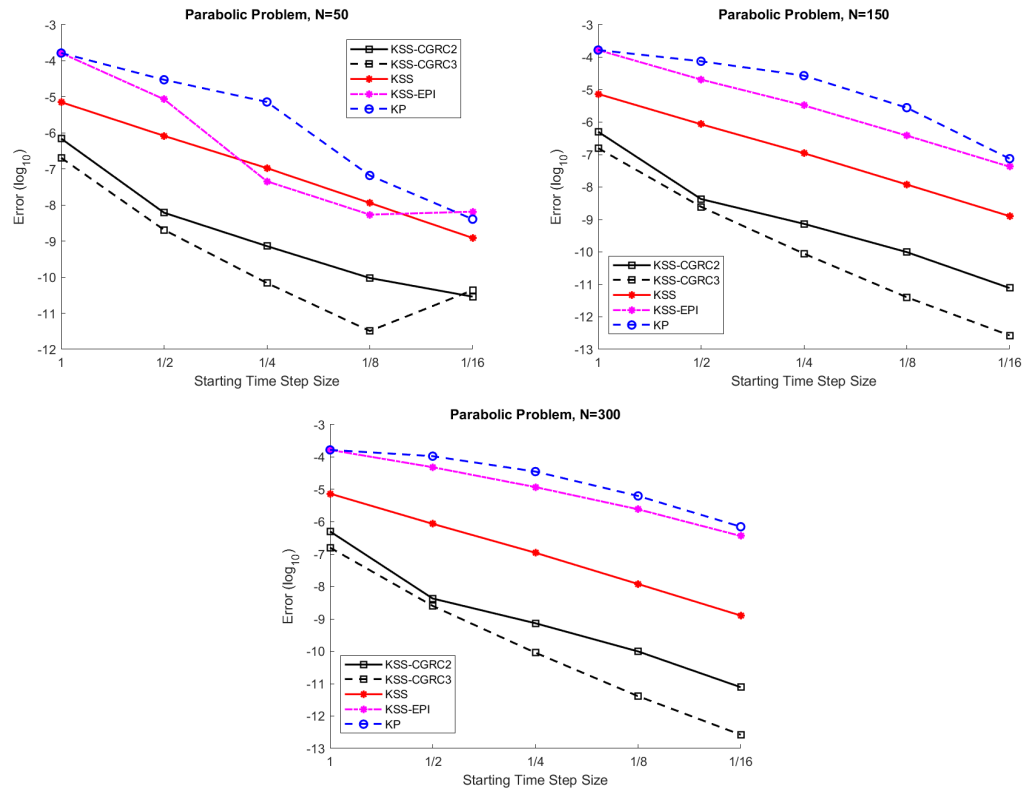 Parabolic Problem, N=50
-3
-4
-5
-6
-7
-8
-9
-10
-11
-12
Error (log10)
1
1/2
1/4
1/8
1/16
Starting Time Step Size
KSS-CGRC2
KSS-CGRC3
KSS
KSS-EPI
KP
Parabolic Problem, N=150
-3
-4
-5
-6
-7
-8
-9
-10
-11
-12
-13
Error (log10)
KSS-CGRC2
KSS-CGRC3
KSS
KSS-EPI
KP
1
1/2
1/4
1/8
1/16
Starting Time Step Size
Parabolic Problem, N=300
-3
-4
-5
-6
-7
-8
-9
-10
-11
-12
-13
Error (log10)
KSS-CGRC2
KSS-CGRC3
KSS
KSS-EPI
KP
1
1/2
1/4
1/8
1/16
Starting Time Step Size